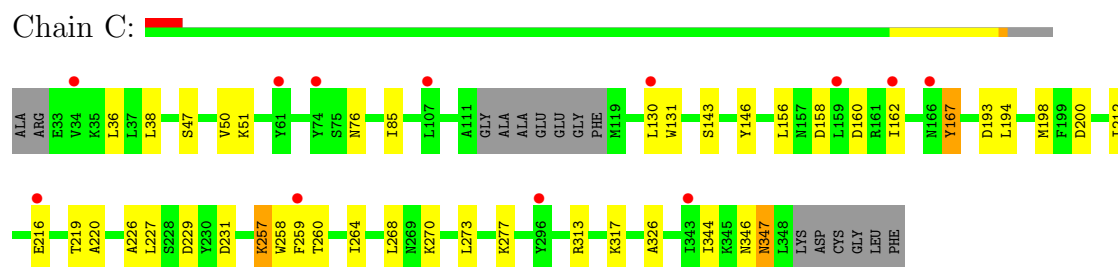 Chain C:
ALA ARG E33 V34 K35 L36 L37 L38 S47 V50 K51 Y61 Y74 S75 N76 I85 L107 A111 GLY ALA ALA GLU GLU GLY PHE M119 L130 W131 S143 Y146 L156 N157 D158 L159 D160 R161 I162 N166 Y167 D193 L194 M198 F199 D200
E216 T219 A220 A226 L227 S228 D229 Y230 D231 K257 W258 F259 T260 I264 L268 N269 K270 L273 K277 Y296 R313 K317 A326 I343 I344 K345 N346 N347 L348 LYS ASP CYS GLY LEU PHE